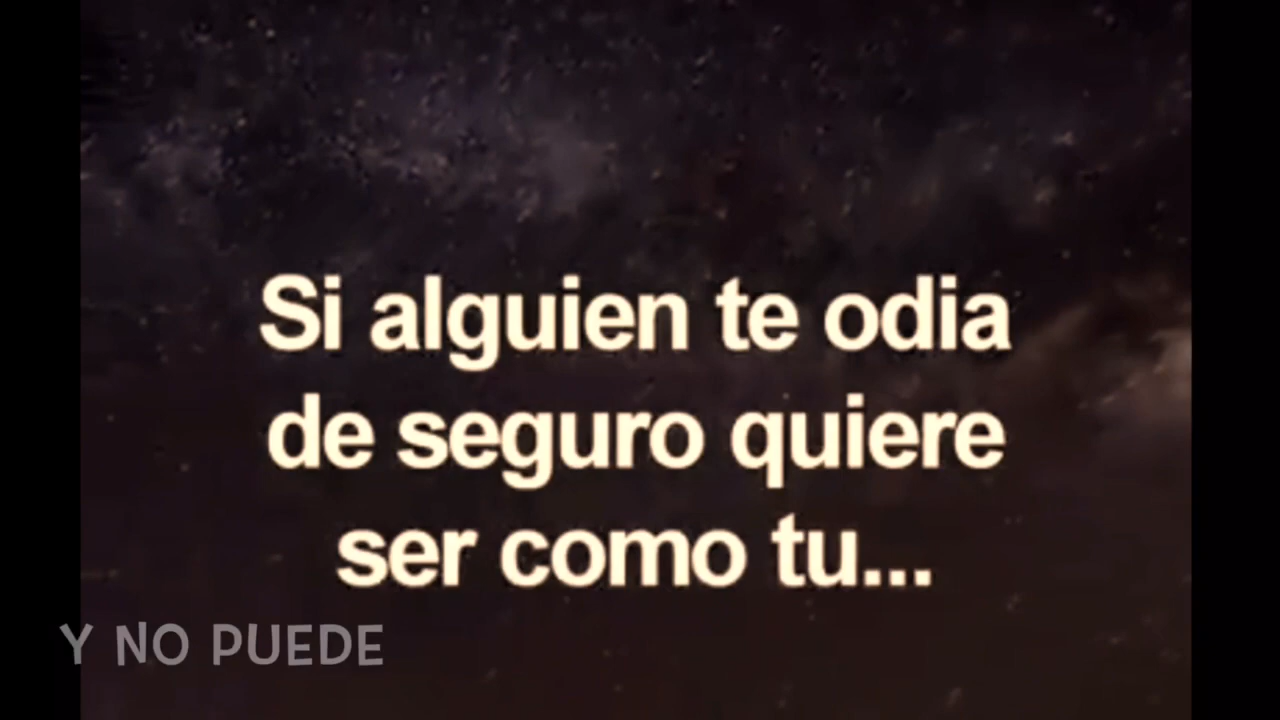 Si alguien te odia
de seguro quiere
ser como tu...
Y NO PUEDE